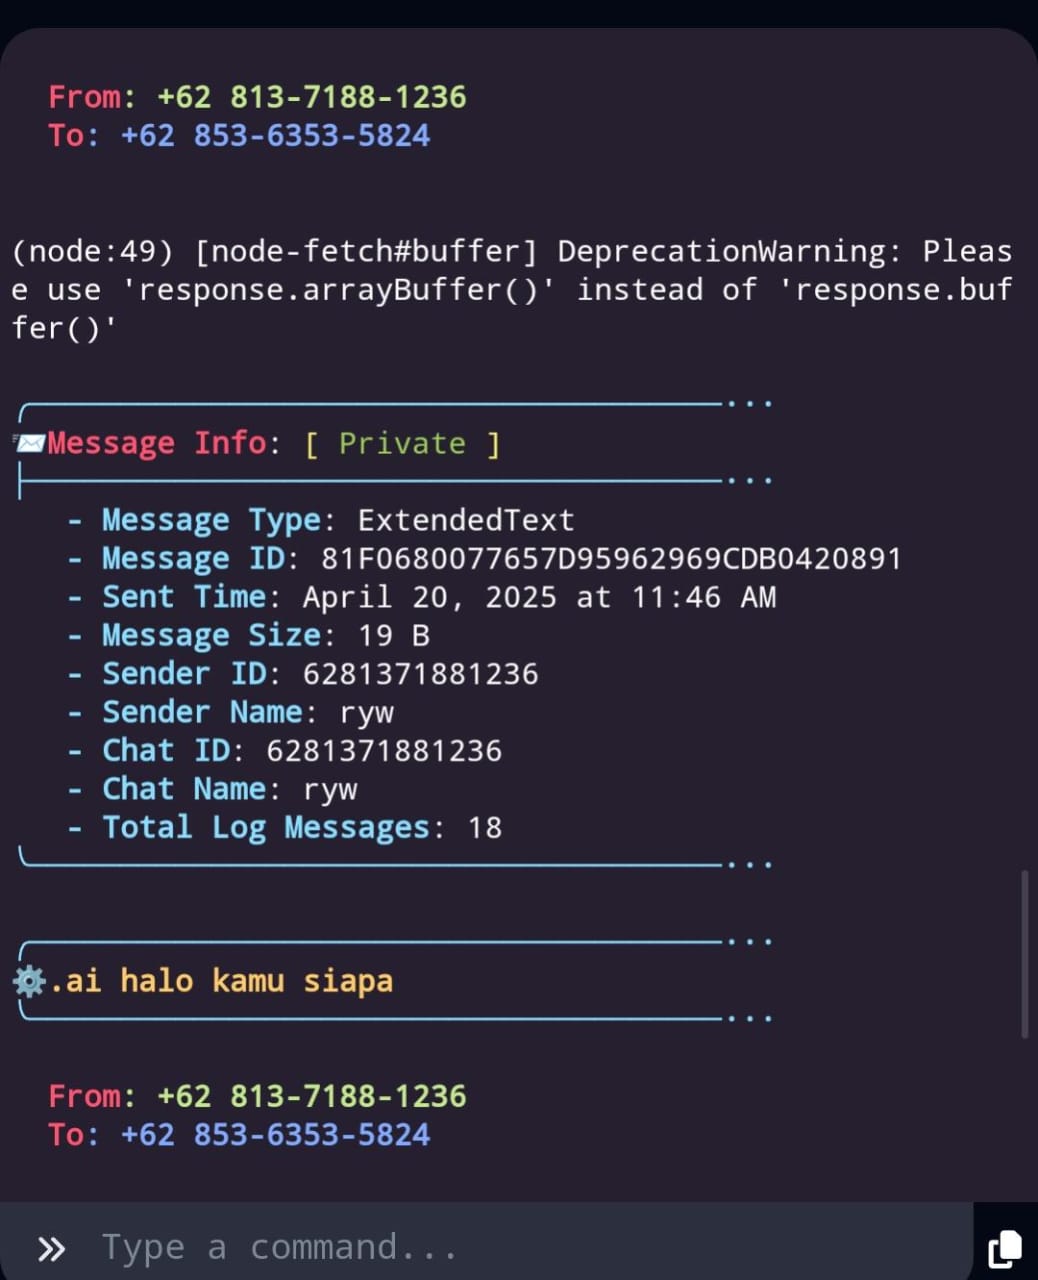 From: +62 813-7188-1236
To: +62 853-6353-5824
(node:49) [node-fetch#buffer] DeprecationWarning: Pleas
e use 'response.arrayBuffer()' instead of 'response.buf
fer()'
Message Info: [ Private ]
- Message Type: ExtendedText
- Message ID: 81F0680077657D95962969CDB0420891
- Sent Time: April 20, 2025 at 11:46 AM
- Message Size: 19 B
- Sender ID: 6281371881236
- Sender Name: ryw
- Chat ID: 6281371881236
- Chat Name: ryw
- Total Log Messages: 18
.ai halo kamu siapa
From: +62 813-7188-1236
To: +62 853-6353-5824
Type a command...